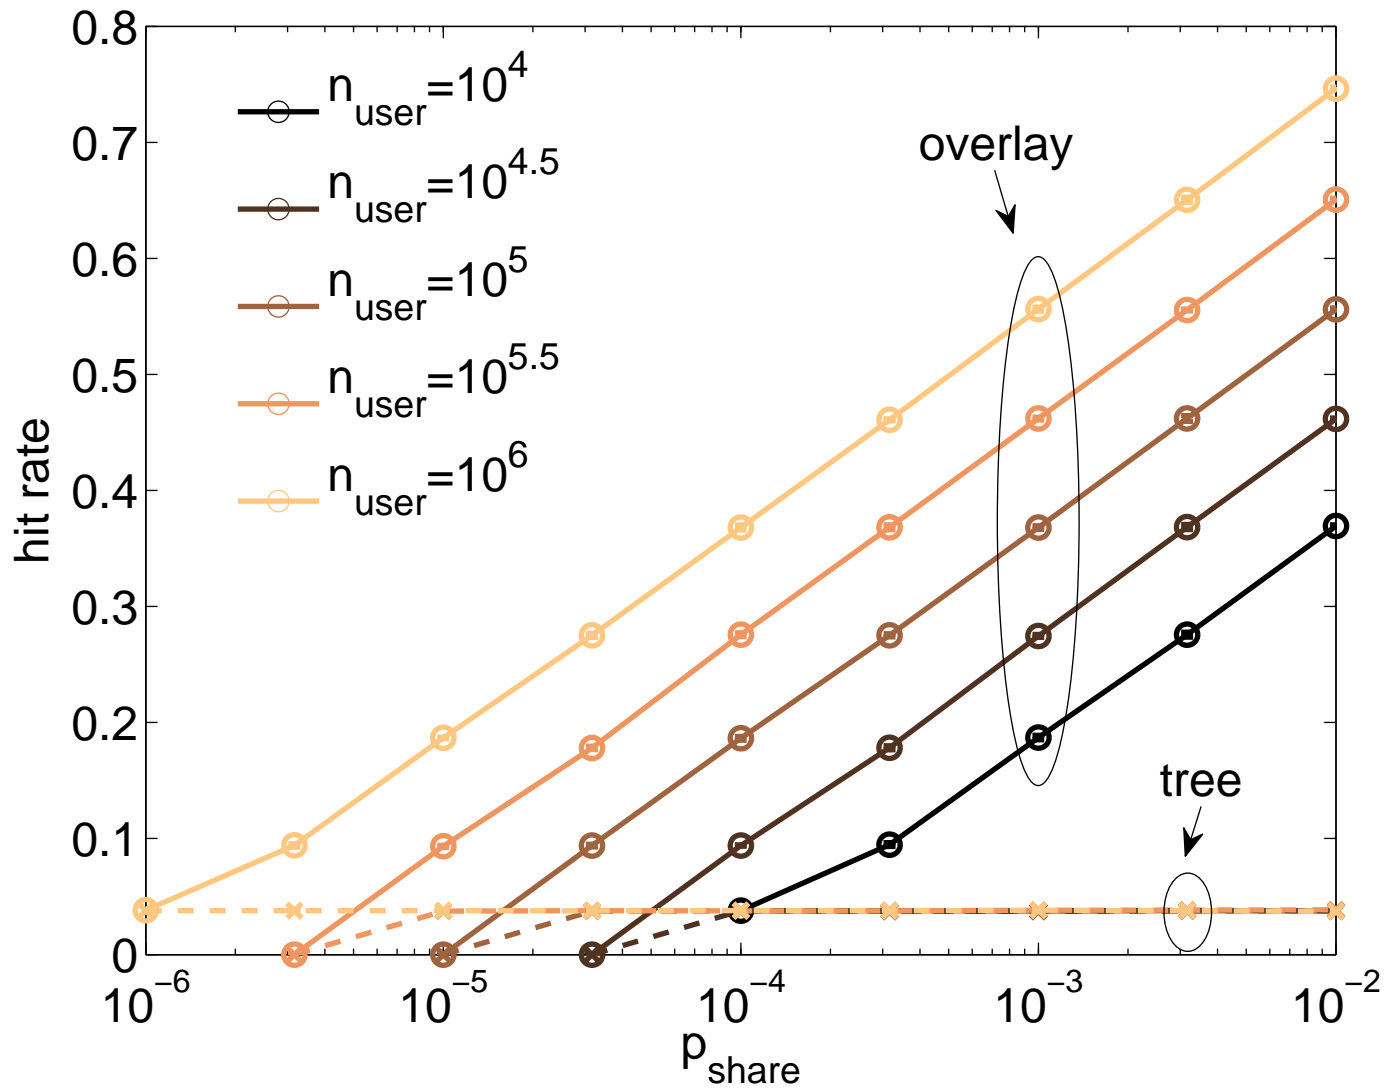 0.8
0.7
0.6
0.5
0.4
0.3
0.2
0.1
0
hit rate
n_user=10^4
n_user=10^4.5
n_user=10^5
n_user=10^5.5
n_user=10^6
overlay
tree
10^−6
10^−5
10^−4
10^−3
10^−2
p_share